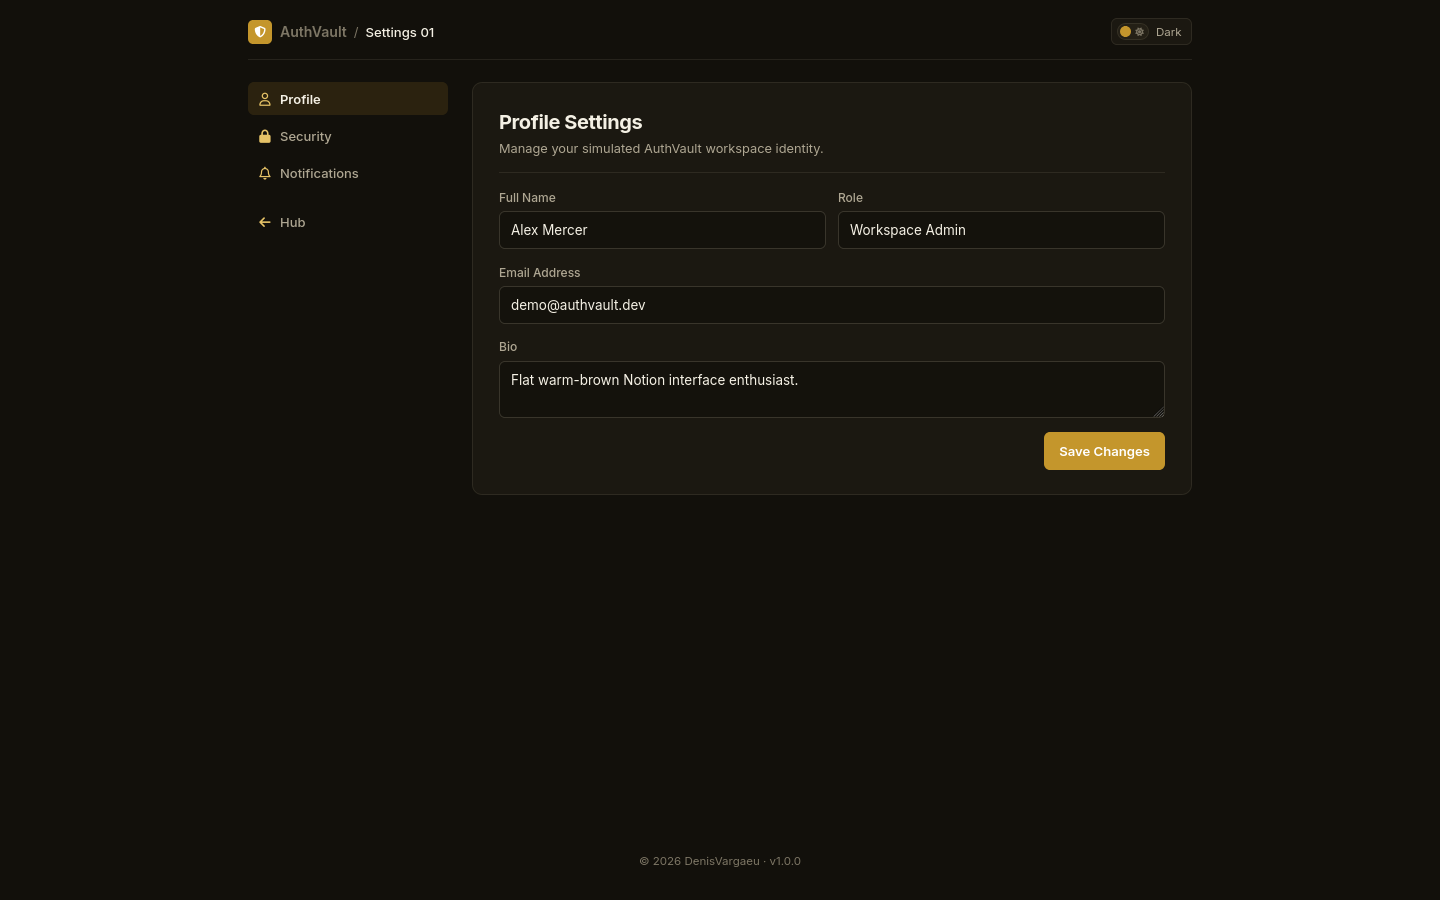 AuthVault / Settings 01
Dark
Profile
Security
Notifications
Hub
Profile Settings
Manage your simulated AuthVault workspace identity.
Full Name
Role
Alex Mercer
Workspace Admin
Email Address
demo@authvault.dev
Bio
Flat warm-brown Notion interface enthusiast.
Save Changes
© 2026 DenisVargaeu · v1.0.0